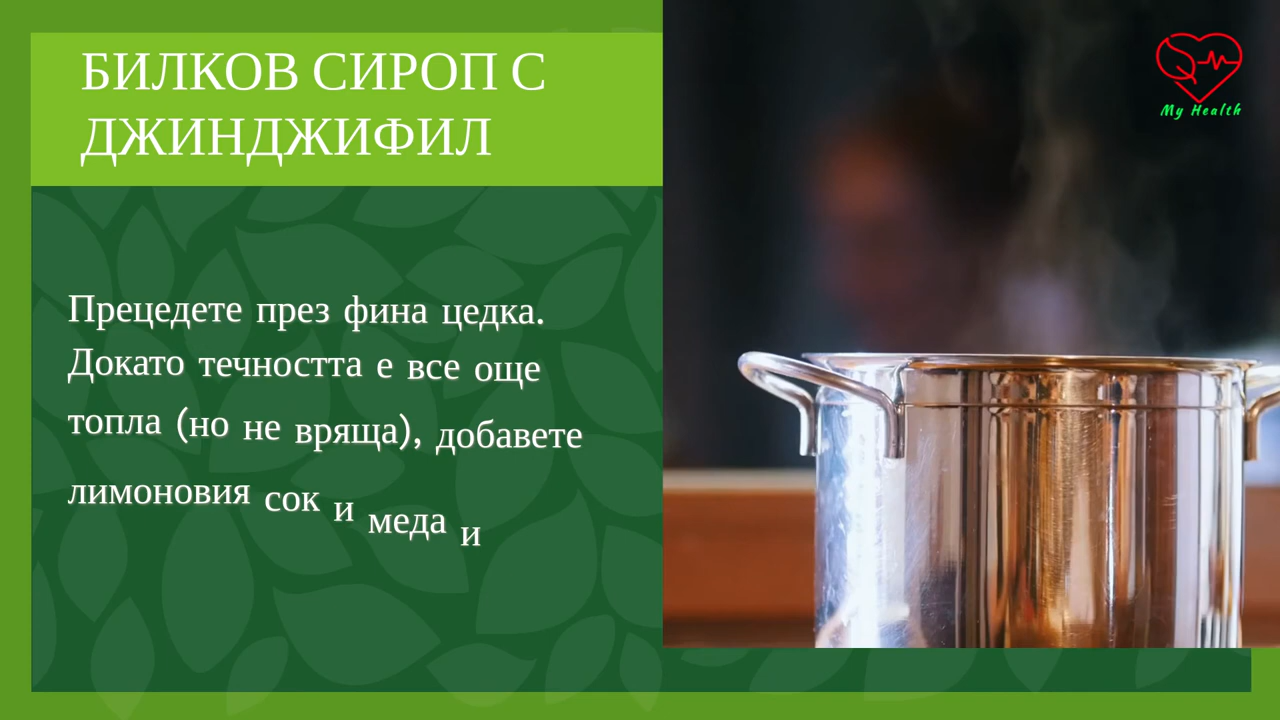 БИЛКОВ СИРОП С
ДЖИНДЖИФИЛ
My Health
Прецедете през фина цедка.
Докато течността е все още
топла (но не вряща), добавете
лимоновия сок и меда и